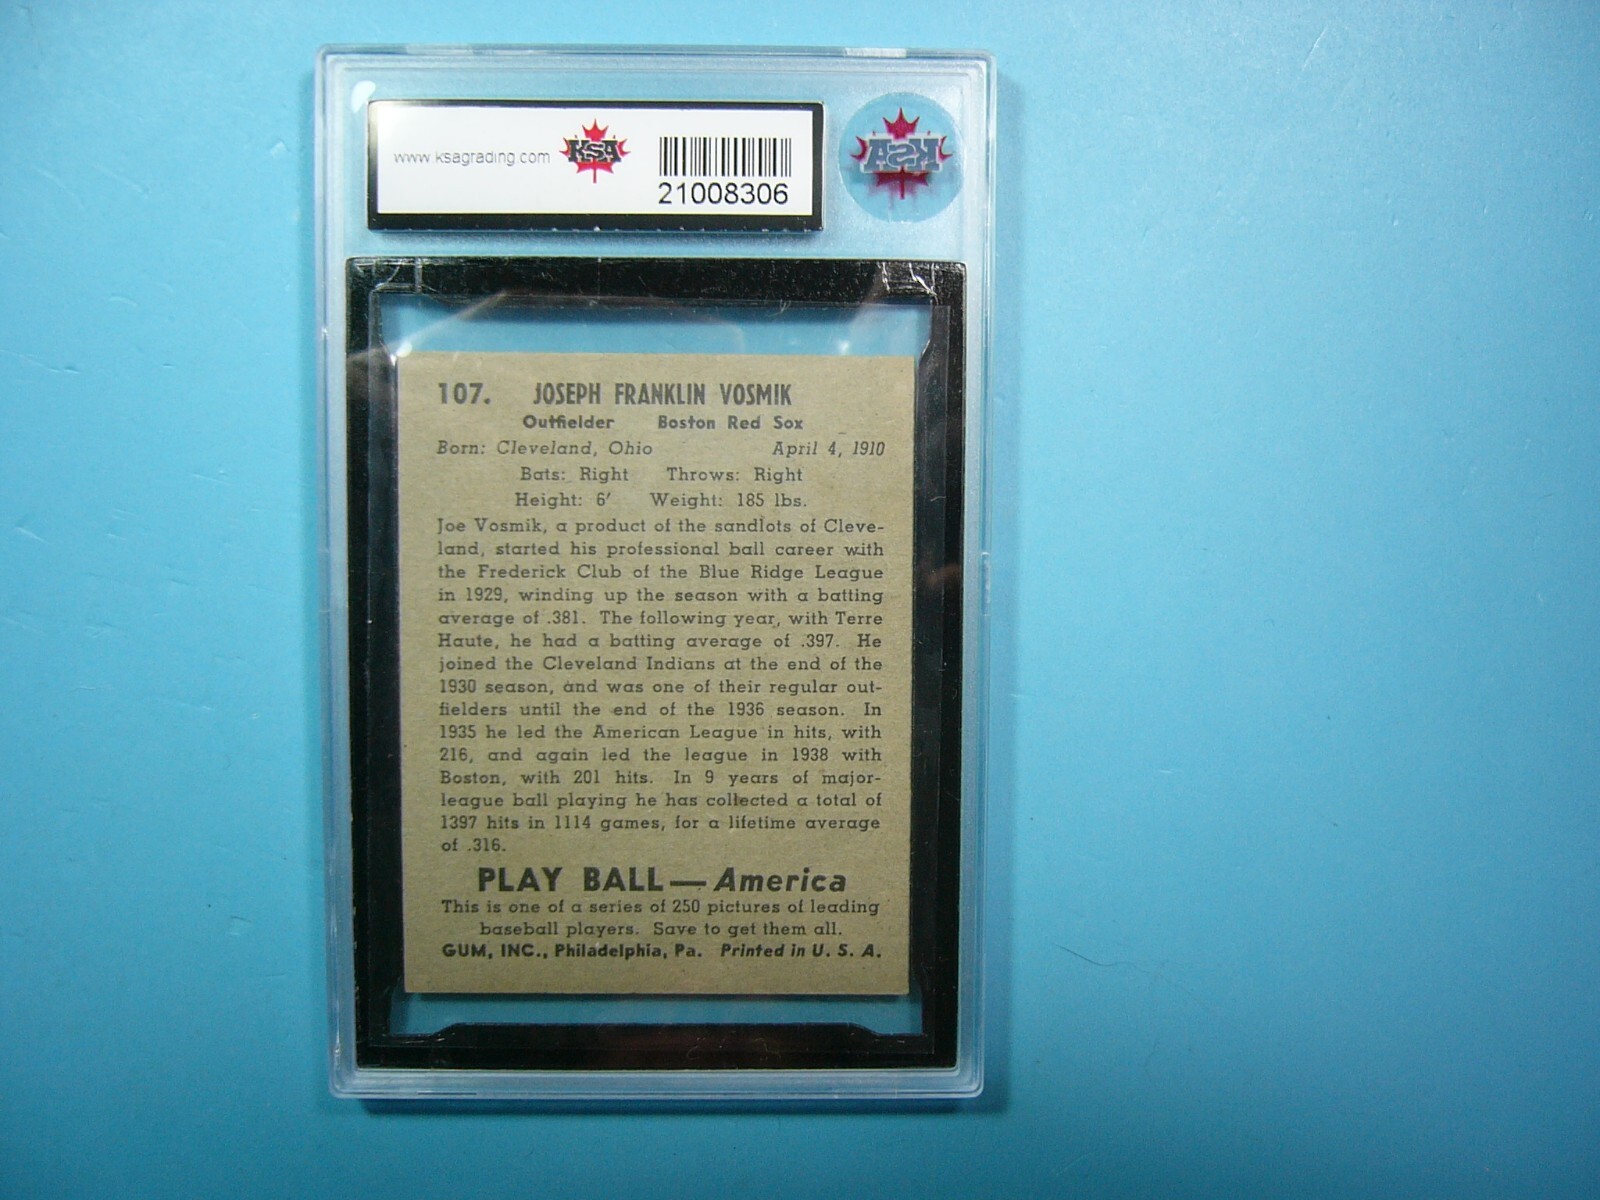 www.ksagrading.com
KSA
21008306
KSA
107. JOSEPH FRANKLIN VOSMIK
Outfielder Boston Red Sox
Born: Cleveland, Ohio April 4, 1910
Bats: Right Throws: Right
Height: 6' Weight: 185 lbs.
Joe Vosmik, a product of the sandlots of Cleve-
land, started his professional ball career with
the Frederick Club of the Blue Ridge League
in 1929, winding up the season with a batting
average of .381. The following year, with Terre
Haute, he had a batting average of .397. He
joined the Cleveland Indians at the end of the
1930 season, and was one of their regular out-
fielders until the end of the 1936 season. In
1935 he led the American League in hits, with
216, and again led the league in 1938 with
Boston, with 201 hits. In 9 years of major-
league ball playing he has collected a total of
1397 hits in 1114 games, for a lifetime average
of .316.
PLAY BALL — America
This is one of a series of 250 pictures of leading
baseball players. Save to get them all.
GUM, INC., Philadelphia, Pa. Printed in U. S. A.